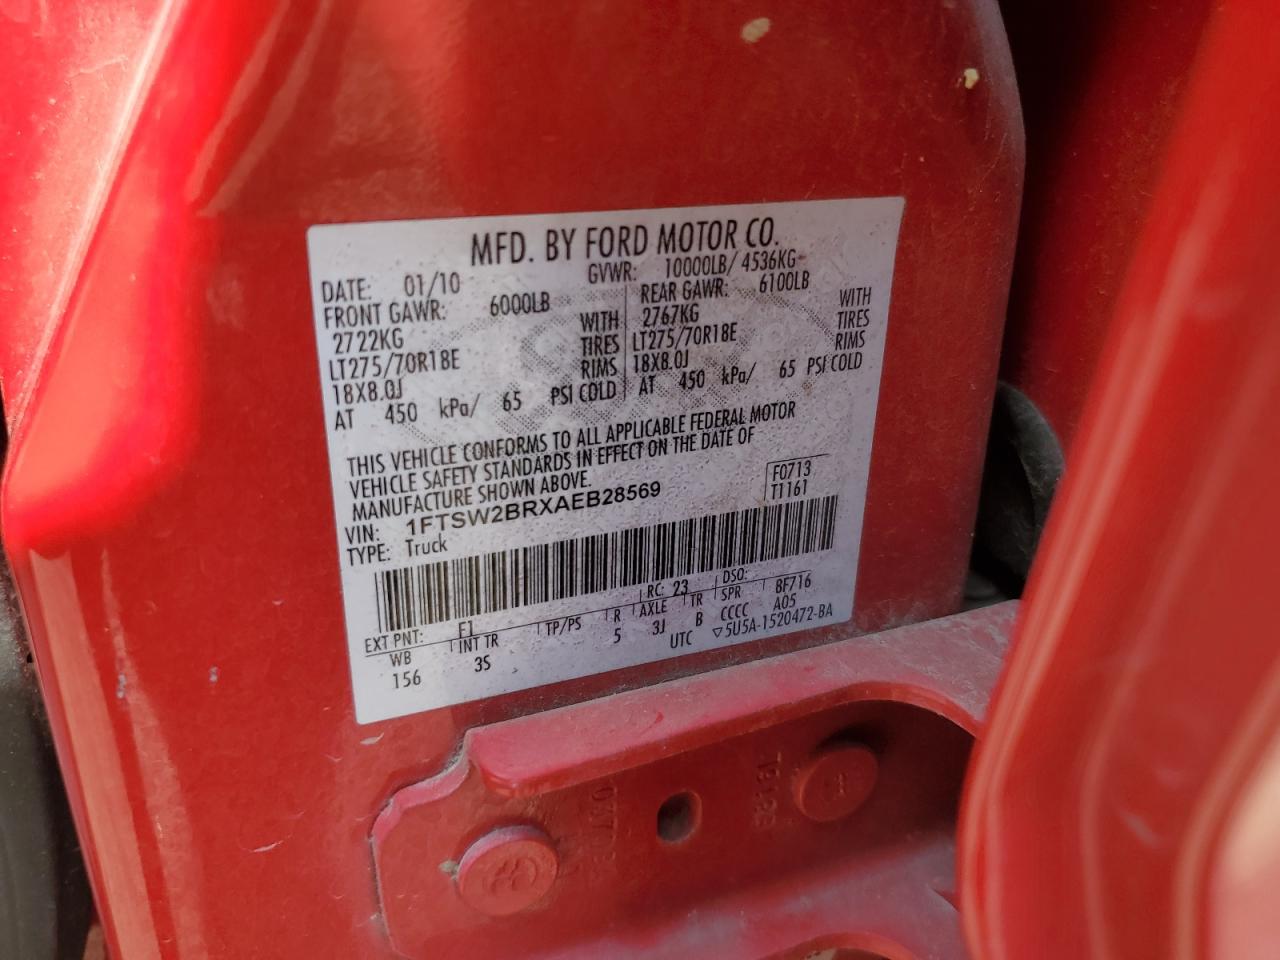 MFD. BY FORD MOTOR CO.
DATE: 01/10 GVWR: 10000LB/ 4536KG
FRONT GAWR: 6000LB REAR GAWR: 6100LB
2722KG WITH 2767KG WITH
LT275/70R18E TIRES LT275/70R18E TIRES
18X8.0J RIMS 18X8.0J RIMS
AT 450 kPa/ 65 PSI COLD AT 450 kPa/ 65 PSI COLD
THIS VEHICLE CONFORMS TO ALL APPLICABLE FEDERAL MOTOR
VEHICLE SAFETY STANDARDS IN EFFECT ON THE DATE OF
MANUFACTURE SHOWN ABOVE.
F0713
VIN: 1FTSW2BRXAEB28569 T1161
TYPE: Truck
EXT PNT: F1 RC: 23 DSO:
WB INT TR TP/PS R AXLE TR SPR BF716
156 3S 5 3J B CCCC A05
UTC ▽5U5A-1520472-BA